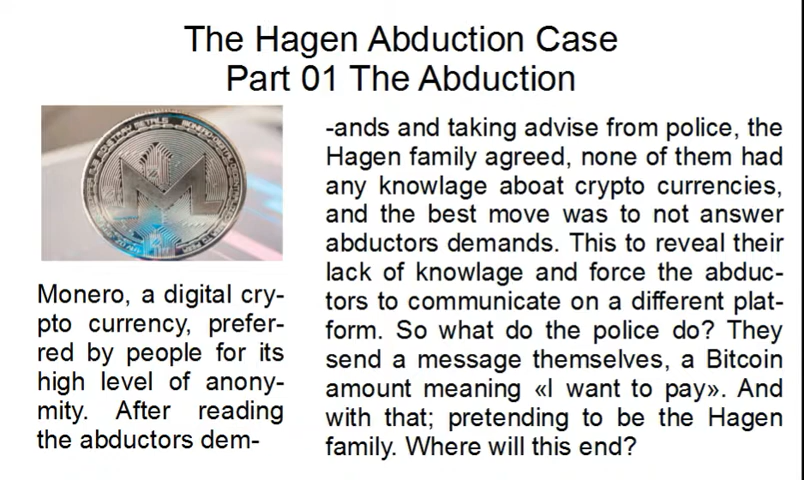 The Hagen Abduction Case
Part 01 The Abduction
Monero, a digital cry-
pto currency, prefer-
red by people for its
high level of anony-
mity. After reading
the abductors dem-
-ands and taking advise from police, the
Hagen family agreed, none of them had
any knowlage aboat crypto currencies,
and the best move was to not answer
abductors demands. This to reveal their
lack of knowlage and force the abduc-
tors to communicate on a different plat-
form. So what do the police do? They
send a message themselves, a Bitcoin
amount meaning «I want to pay». And
with that; pretending to be the Hagen
family. Where will this end?